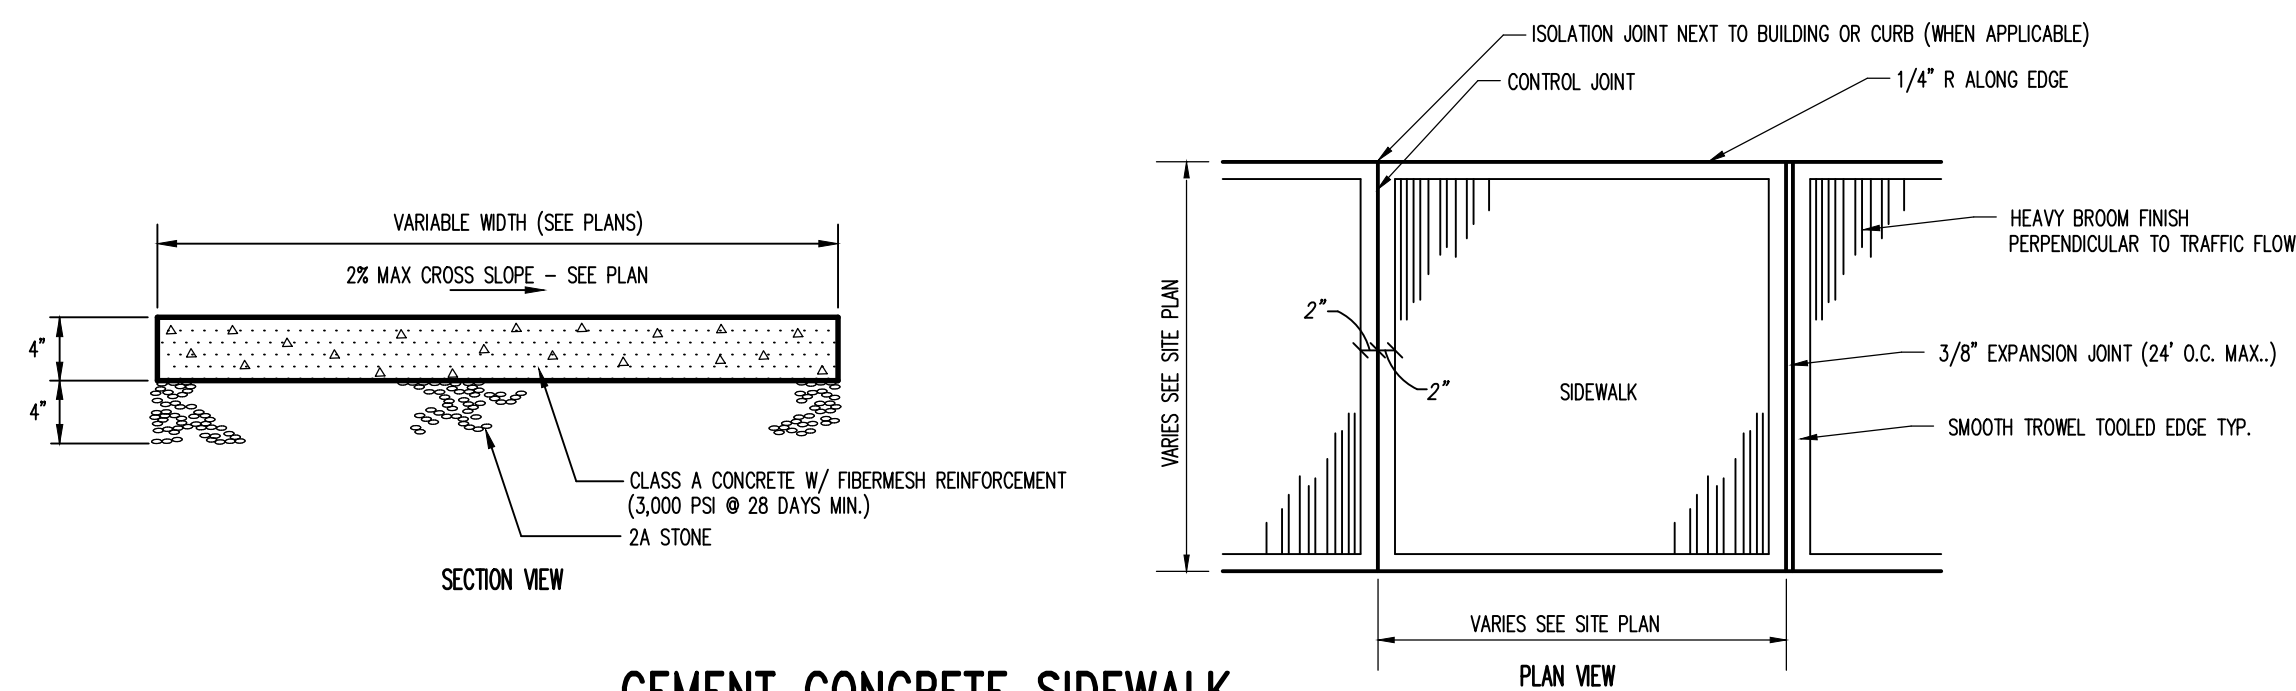 VARIABLE WIDTH (SEE PLANS)
2% MAX CROSS SLOPE - SEE PLAN
4"
4"
CLASS A CONCRETE W/ FIBERMESH REINFORCEMENT
(3,000 PSI @ 28 DAYS MIN.)
2A STONE
SECTION VIEW
ISOLATION JOINT NEXT TO BUILDING OR CURB (WHEN APPLICABLE)
CONTROL JOINT
1/4" R ALONG EDGE
HEAVY BROOM FINISH
PERPENDICULAR TO TRAFFIC FLOW
VARIES SEE SITE PLAN
2"
2"
SIDEWALK
3/8" EXPANSION JOINT (24' O.C. MAX..)
SMOOTH TROWEL TOOLED EDGE TYP.
VARIES SEE SITE PLAN
PLAN VIEW
CEMENT CONCRETE SIDEWALK